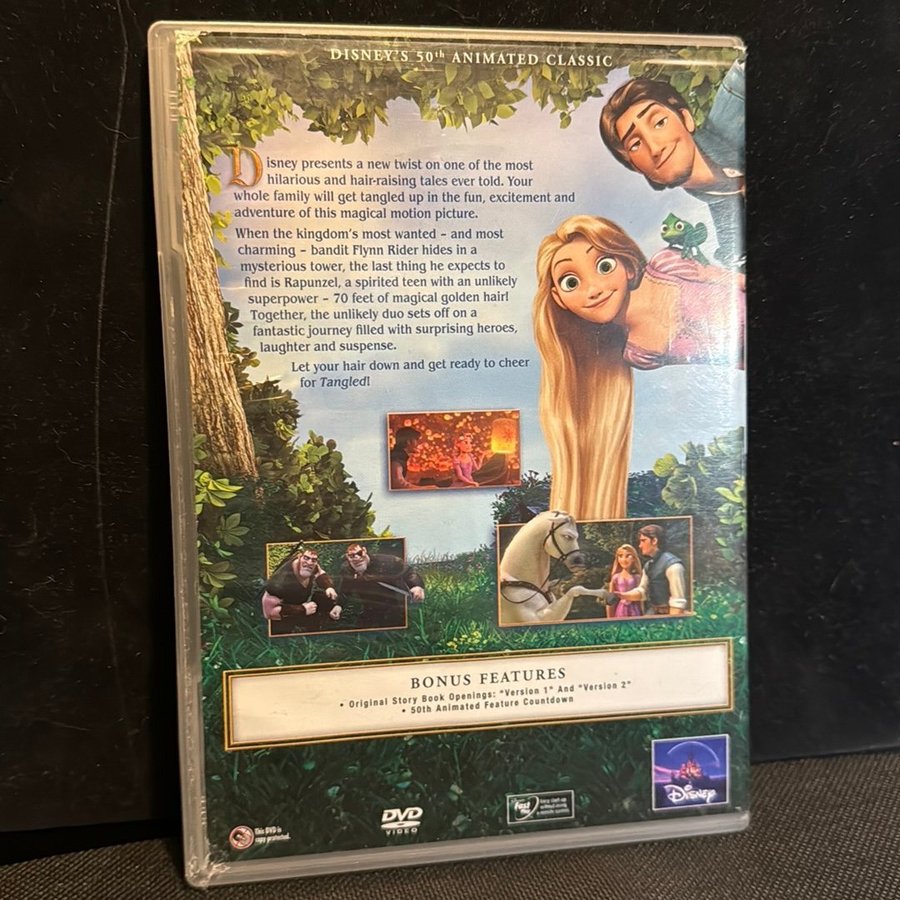 DISNEY'S 50th ANIMATED CLASSIC
Disney presents a new twist on one of the most
hilarious and hair-raising tales ever told. Your
whole family will get tangled up in the fun, excitement and
adventure of this magical motion picture.
When the kingdom's most wanted – and most
charming – bandit Flynn Rider hides in a
mysterious tower, the last thing he expects to
find is Rapunzel, a spirited teen with an unlikely
superpower – 70 feet of magical golden hair!
Together, the unlikely duo sets off on a
fantastic journey filled with surprising heroes,
laughter and suspense.
Let your hair down and get ready to cheer
for Tangled!
BONUS FEATURES
• Original Story Book Openings: "Version 1" And "Version 2"
• 50th Animated Feature Countdown
Disney
DVD
VIDEO
Fast
This DVD is
copy protected.